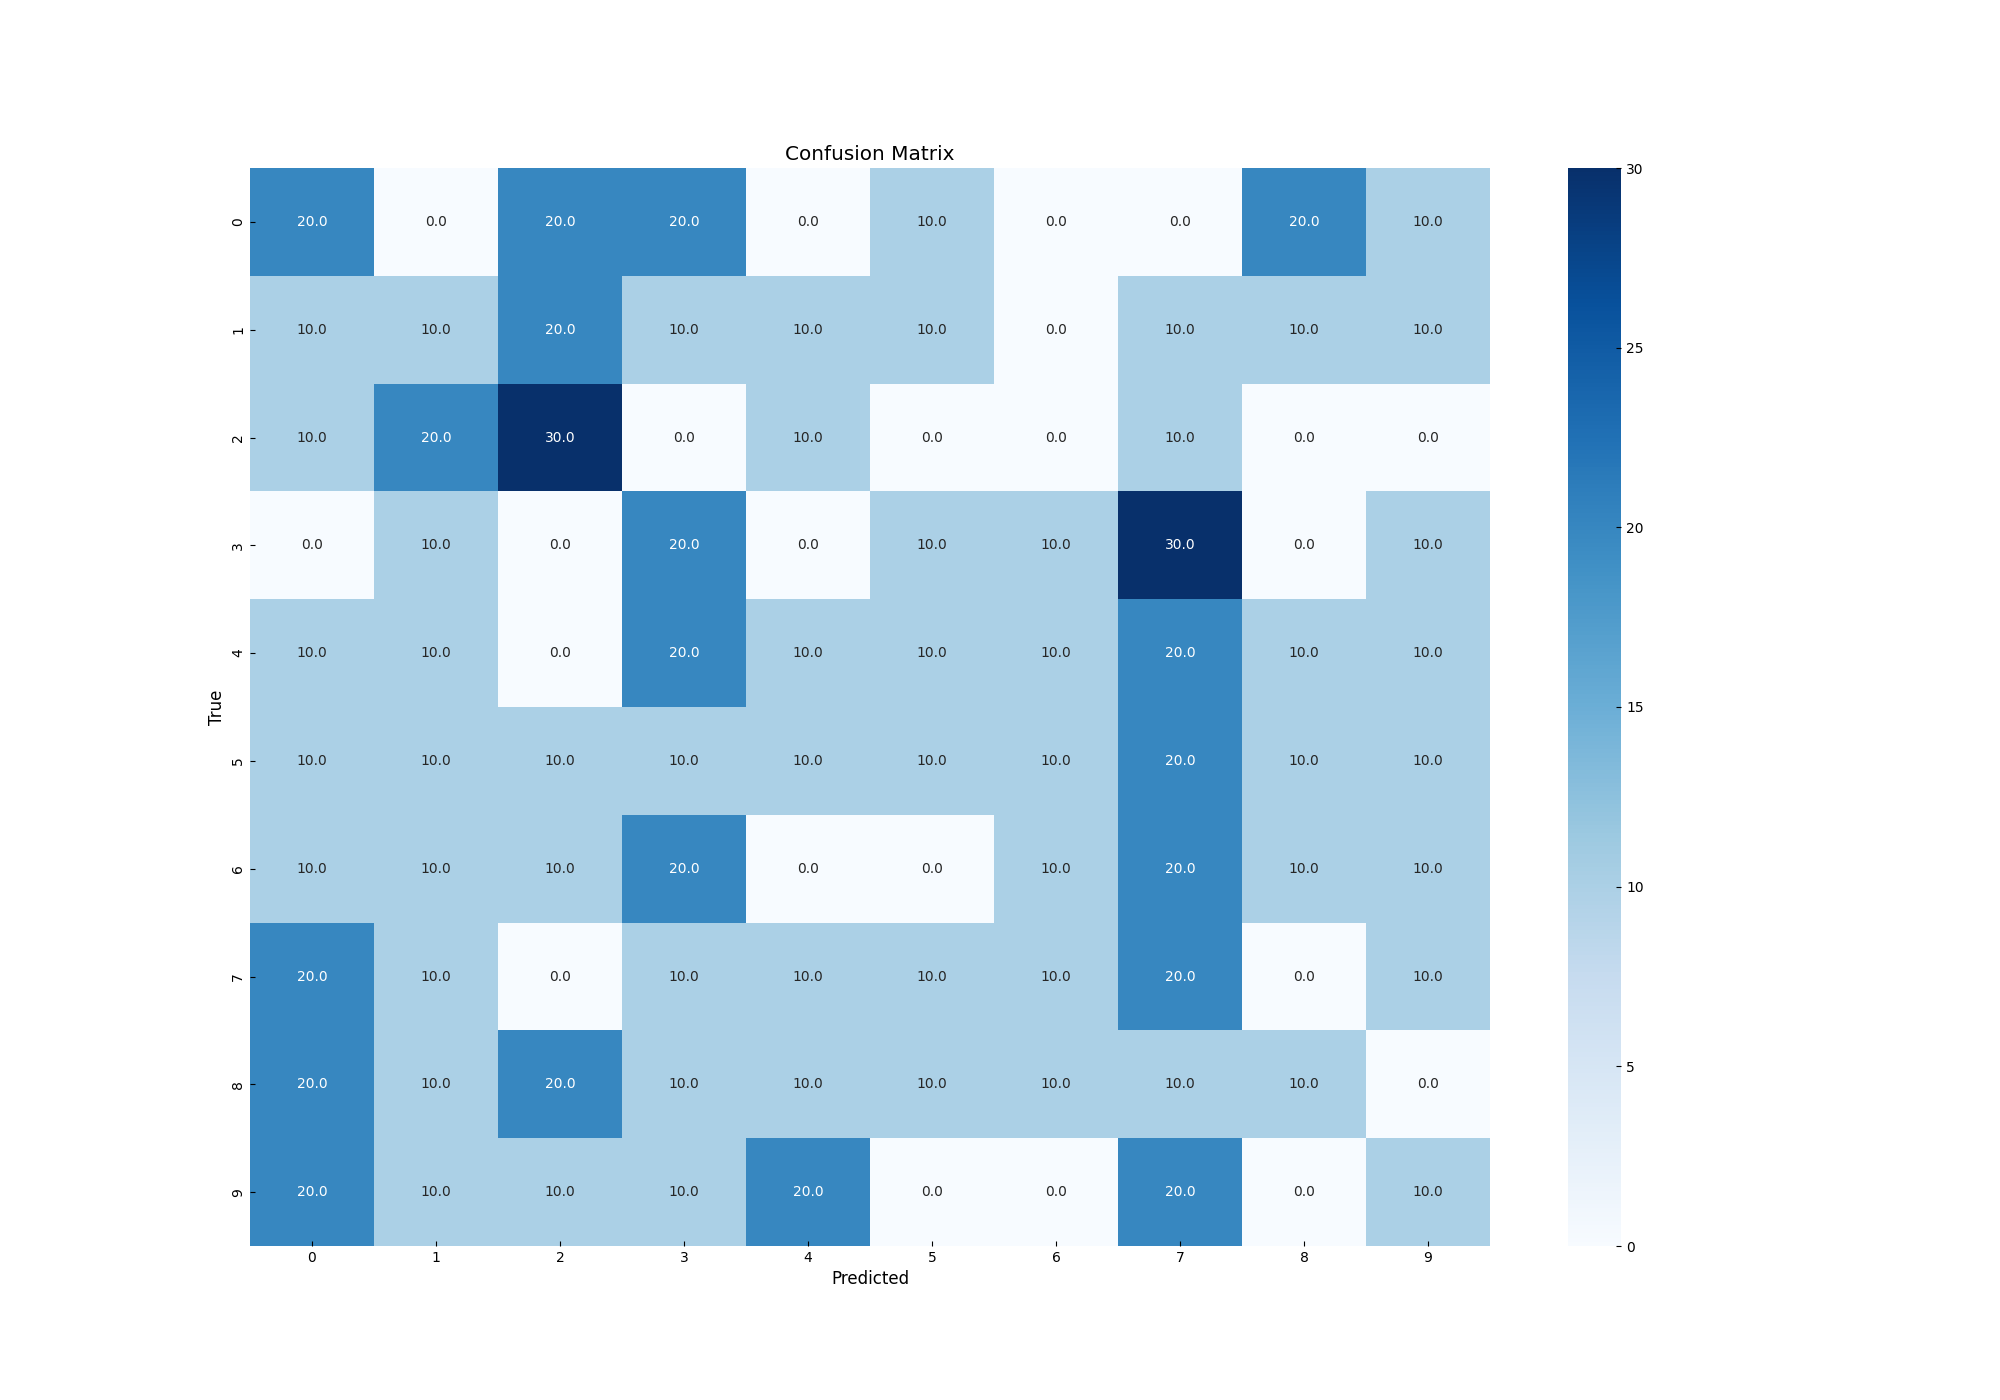 Confusion Matrix
0 20.0 0.0 20.0 20.0 0.0 10.0 0.0 0.0 20.0 10.0
1 10.0 10.0 20.0 10.0 10.0 10.0 0.0 10.0 10.0 10.0
2 10.0 20.0 30.0 0.0 10.0 0.0 0.0 10.0 0.0 0.0
3 0.0 10.0 0.0 20.0 0.0 10.0 10.0 30.0 0.0 10.0
4 10.0 10.0 0.0 20.0 10.0 10.0 10.0 20.0 10.0 10.0
5 10.0 10.0 10.0 10.0 10.0 10.0 10.0 20.0 10.0 10.0
6 10.0 10.0 10.0 20.0 0.0 0.0 10.0 20.0 10.0 10.0
7 20.0 10.0 0.0 10.0 10.0 10.0 10.0 20.0 0.0 10.0
8 20.0 10.0 20.0 10.0 10.0 10.0 10.0 10.0 10.0 0.0
9 20.0 10.0 10.0 10.0 20.0 0.0 0.0 20.0 0.0 10.0
0 1 2 3 4 5 6 7 8 9
Predicted
True
30
25
20
15
10
5
0